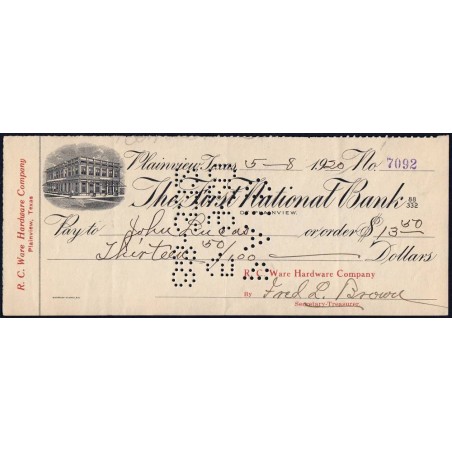 R. C. Ware Hardware Company
Plainview, Texas
Plainview, Texas, 5-8 1920 No. 7092
The First National Bank 88/332
OF PLAINVIEW.
Pay to John Lucas or order $13.50
Thirteen 50/100 Dollars
R. C. Ware Hardware Company
By Fred L. Brown
Secretary-Treasurer.